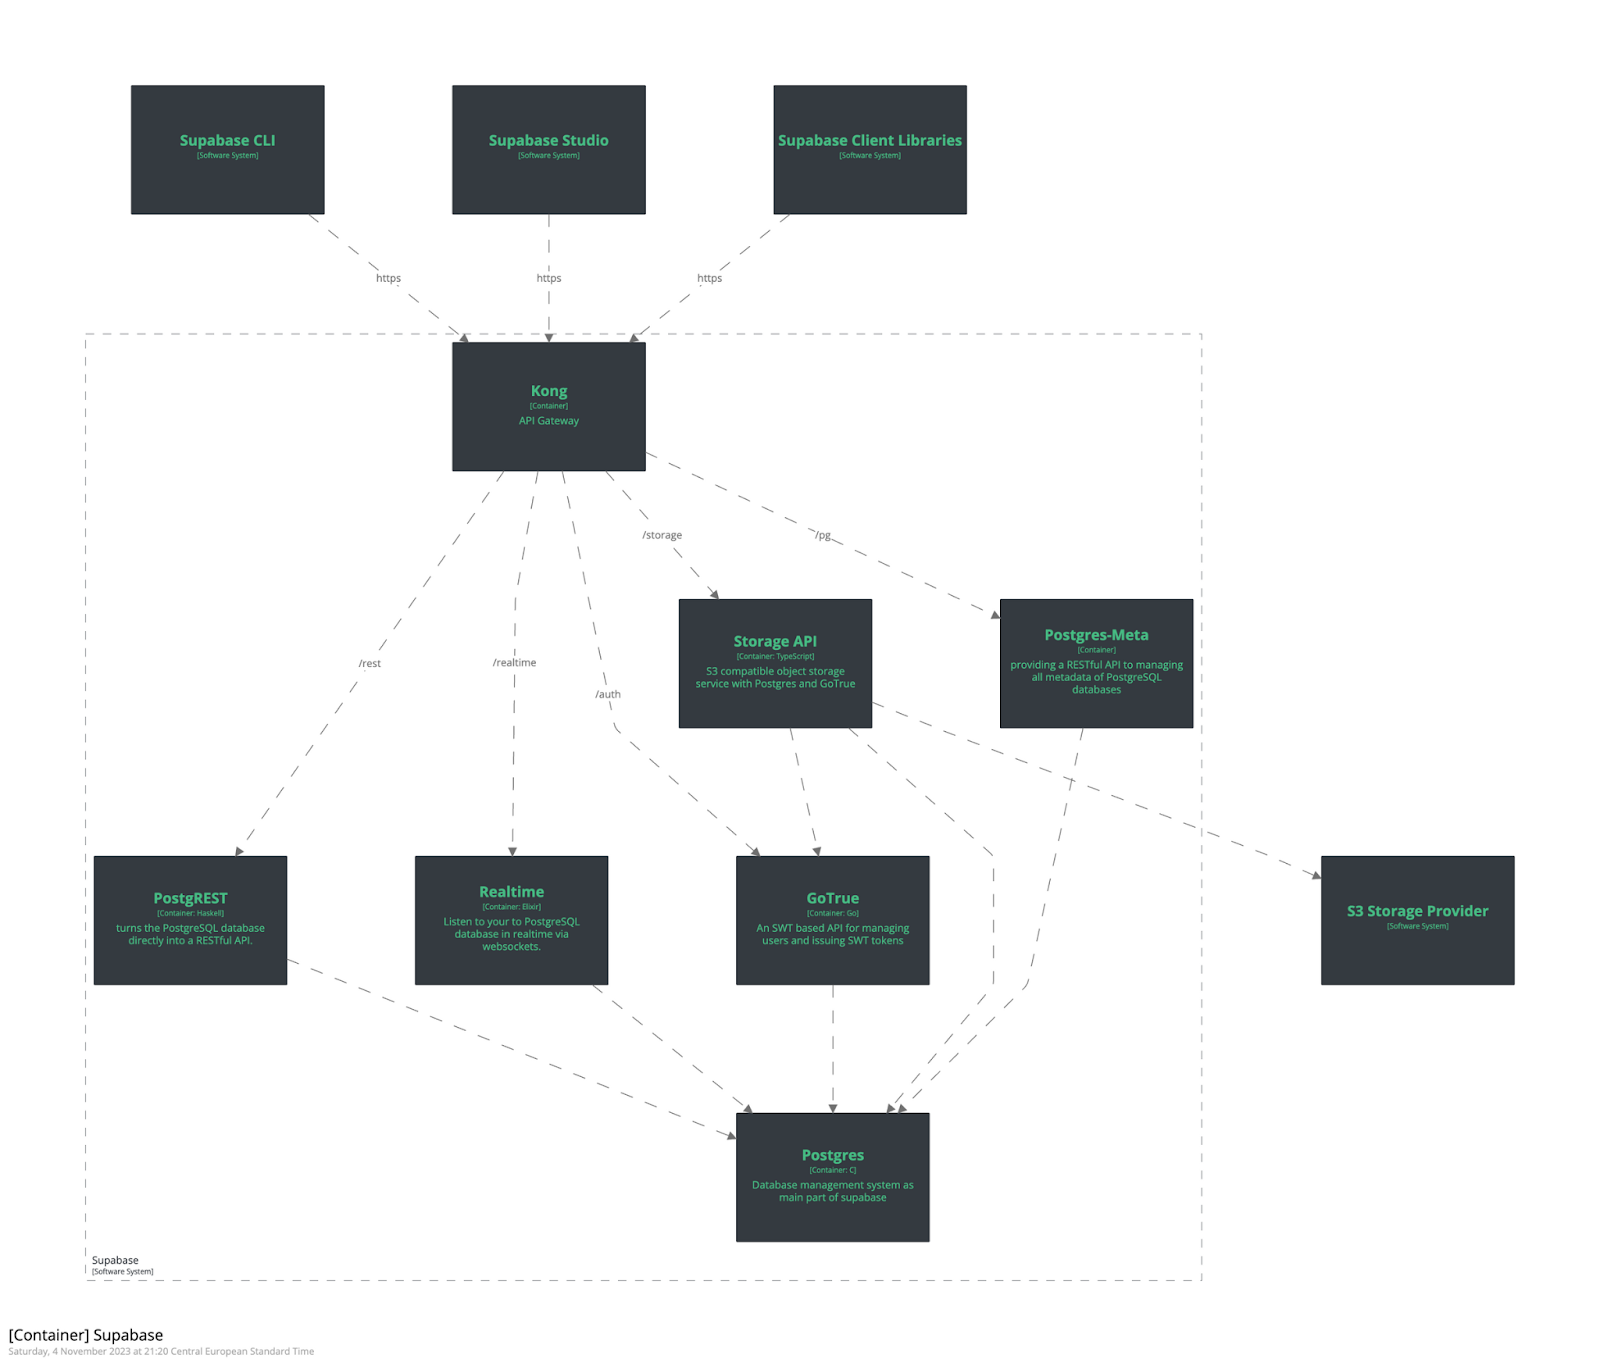 Supabase CLI
[Software System]
Supabase Studio
[Software System]
Supabase Client Libraries
[Software System]
https
https
https
Kong
[Container]
API Gateway
/storage
/pg
/rest
/realtime
/auth
Storage API
[Container: TypeScript]
S3 compatible object storage
service with Postgres and GoTrue
Postgres-Meta
[Container]
providing a RESTful API to managing
all metadata of PostgreSQL
databases
PostgREST
[Container: Haskell]
turns the PostgreSQL database
directly into a RESTful API.
Realtime
[Container: Elixir]
Listen to your to PostgreSQL
database in realtime via
websockets.
GoTrue
[Container: Go]
An SWT based API for managing
users and issuing SWT tokens
S3 Storage Provider
[Software System]
Postgres
[Container: C]
Database management system as
main part of supabase
Supabase
[Software System]
[Container] Supabase
Saturday, 4 November 2023 at 21:20 Central European Standard Time